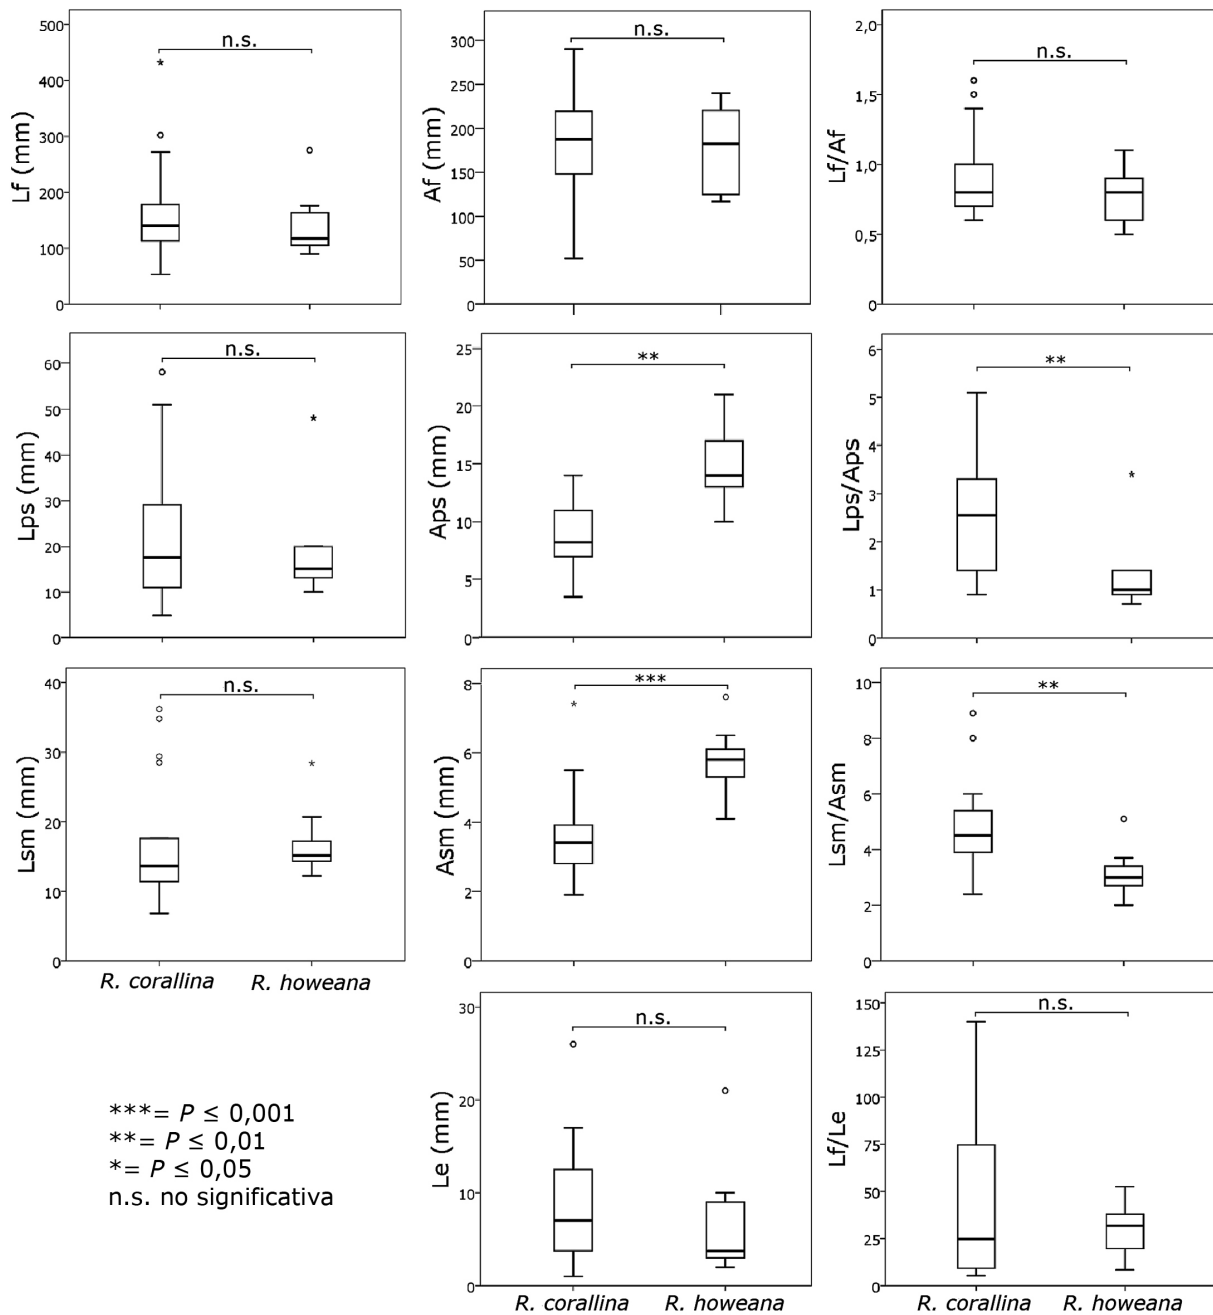 500
400
300
200
100
0
Lf (mm)
n.s.
*
300
250
200
150
100
50
0
Af (mm)
n.s.
2,0
1,5
1,0
0,5
0,0
Lf/Af
n.s.
60
50
40
30
20
10
0
Lps (mm)
n.s.
*
25
20
15
10
5
0
Aps (mm)
**
6
5
4
3
2
1
0
Lps/Aps
**
*
40
30
20
10
0
Lsm (mm)
n.s.
*
R. corallina R. howeana
8
6
4
2
0
Asm (mm)
***
*
10
8
6
4
2
0
Lsm/Asm
**
30
20
10
0
Le (mm)
n.s.
R. corallina R. howeana
150
125
100
75
50
25
0
Lf/Le
n.s.
R. corallina R. howeana
***= P ≤ 0,001
**= P ≤ 0,01
*= P ≤ 0,05
n.s. no significativa